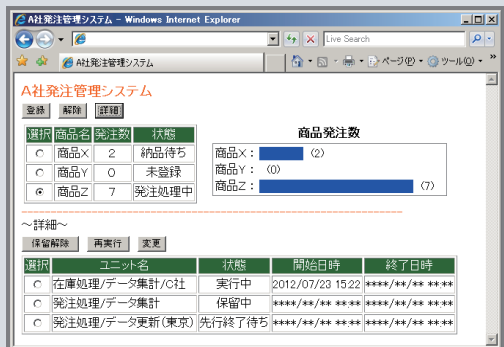 A社発注管理システム - Windows Internet Explorer
Live Search
A社発注管理システム
ページ(P)
ツール(O)
A社発注管理システム
登録 解除 詳細
選択 商品名 発注数 状態
商品X 2 納品待ち
商品Y 0 未登録
商品Z 7 発注処理中
商品発注数
商品X: (2)
商品Y: (0)
商品Z: (7)
~詳細~
保留解除 再実行 変更
選択 ユニット名 状態 開始日時 終了日時
在庫処理/データ集計/C社 実行中 2012/07/23 15:22 ****/**/** **:**
発注処理/データ集計 保留中 ****/**/** **:** ****/**/** **:**
発注処理/データ更新(東京) 先行終了待ち ****/**/** **:** ****/**/** **:**